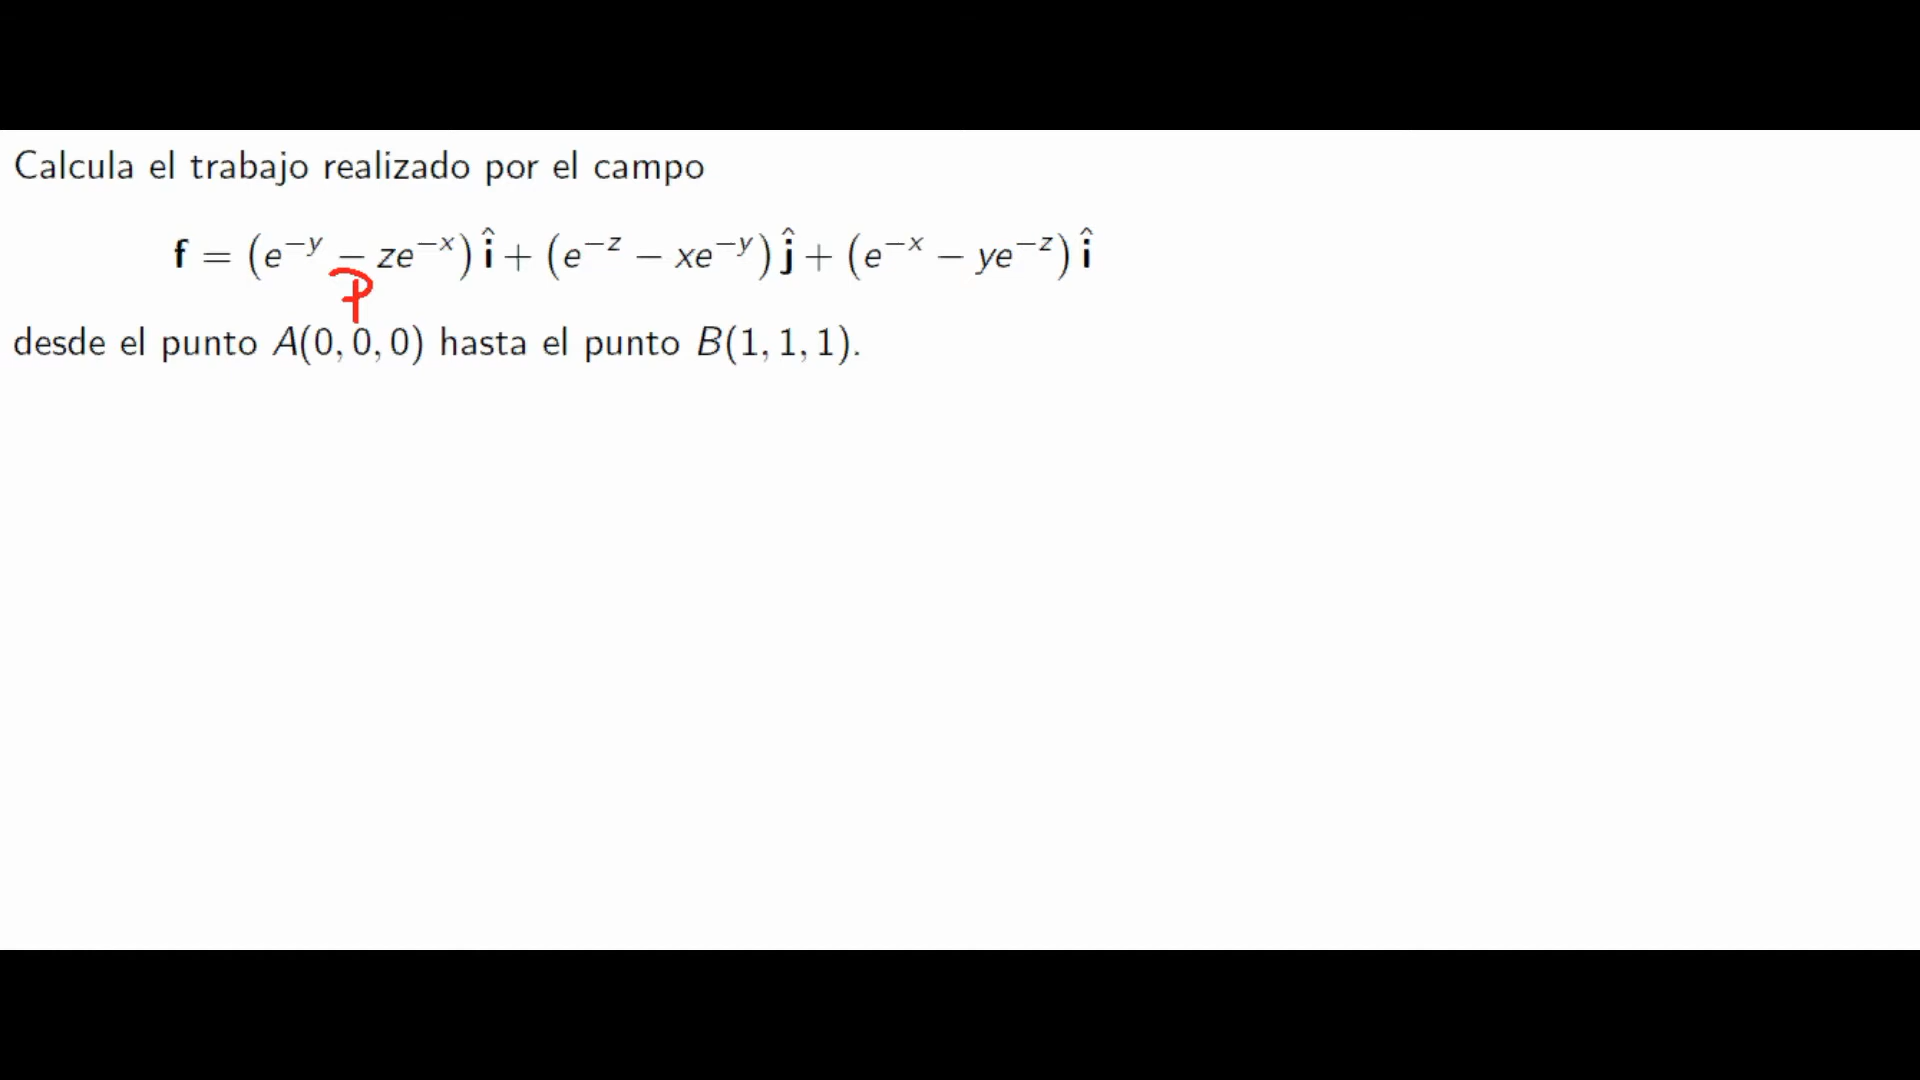 Calcula el trabajo realizado por el campo
f = (e^{−y} − ze^{−x}) î + (e^{−z} − xe^{−y}) ĵ + (e^{−x} − ye^{−z}) î
P
desde el punto A(0, 0, 0) hasta el punto B(1, 1, 1).